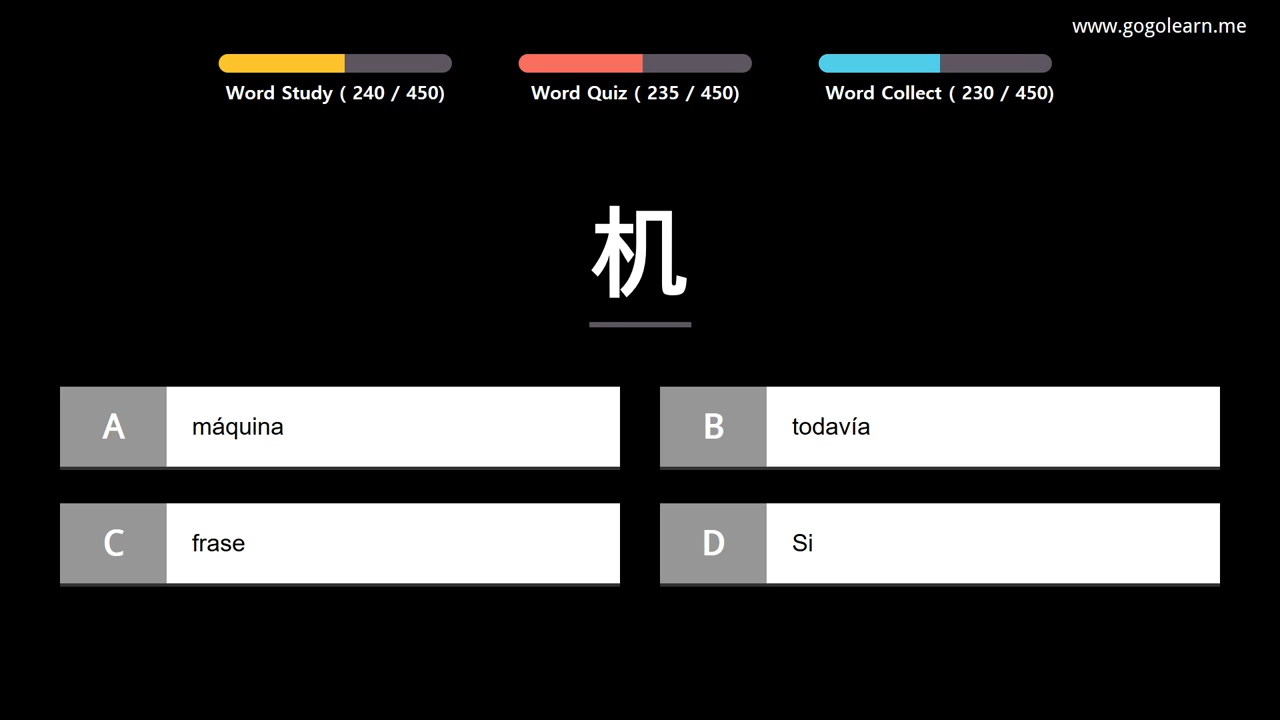 www.gogolearn.me
Word Study ( 240 / 450)
Word Quiz ( 235 / 450)
Word Collect ( 230 / 450)
机
A máquina
B todavía
C frase
D Si